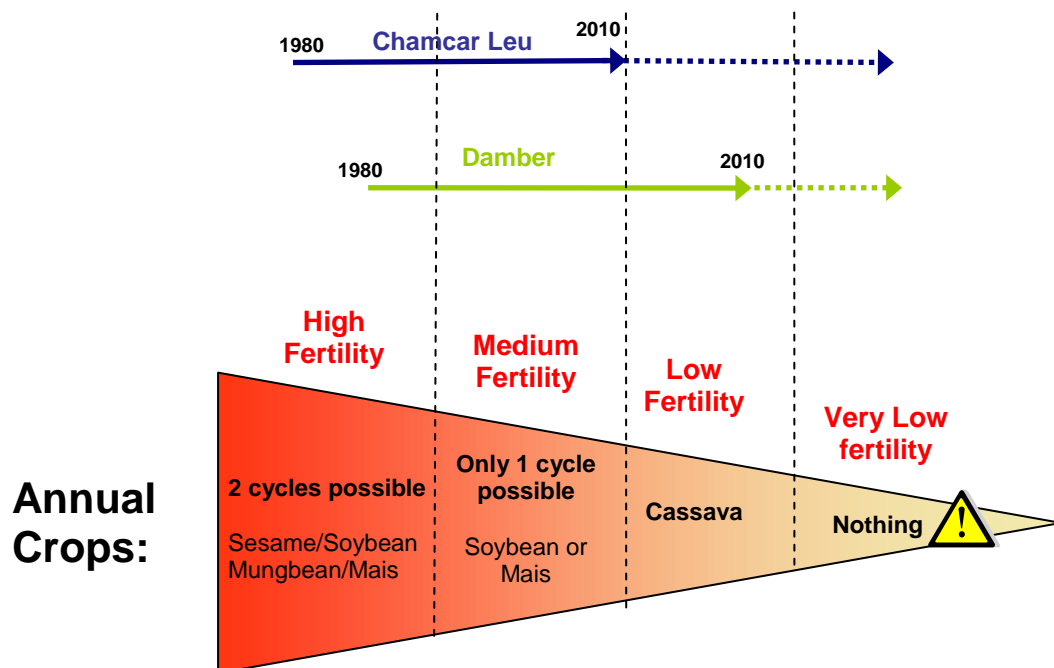 1980
Chamcar Leu
2010
1980
Damber
2010
High
Fertility
Medium
Fertility
Low
Fertility
Very Low
fertility
Annual
Crops:
2 cycles possible
Sesame/Soybean
Mungbean/Mais
Only 1 cycle
possible
Soybean or
Mais
Cassava
Nothing
!